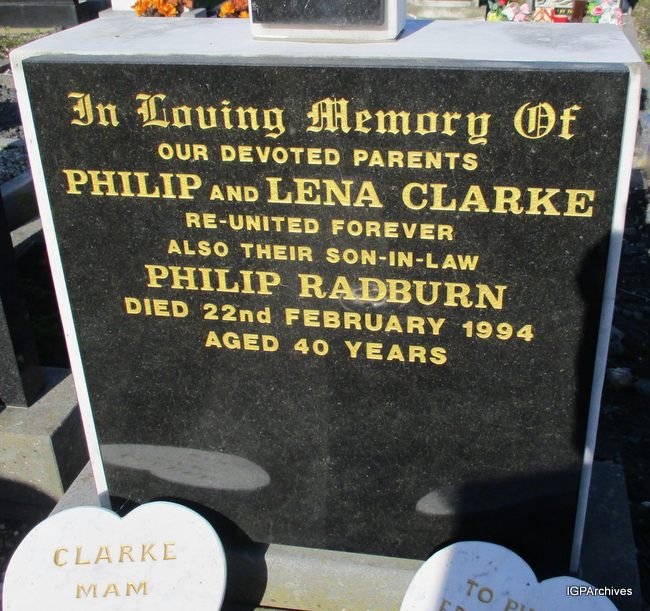 In Loving Memory Of
OUR DEVOTED PARENTS
PHILIP AND LENA CLARKE
RE-UNITED FOREVER
ALSO THEIR SON-IN-LAW
PHILIP RADBURN
DIED 22nd FEBRUARY 1994
AGED 40 YEARS
CLARKE
MAM
TO
IGPArchives